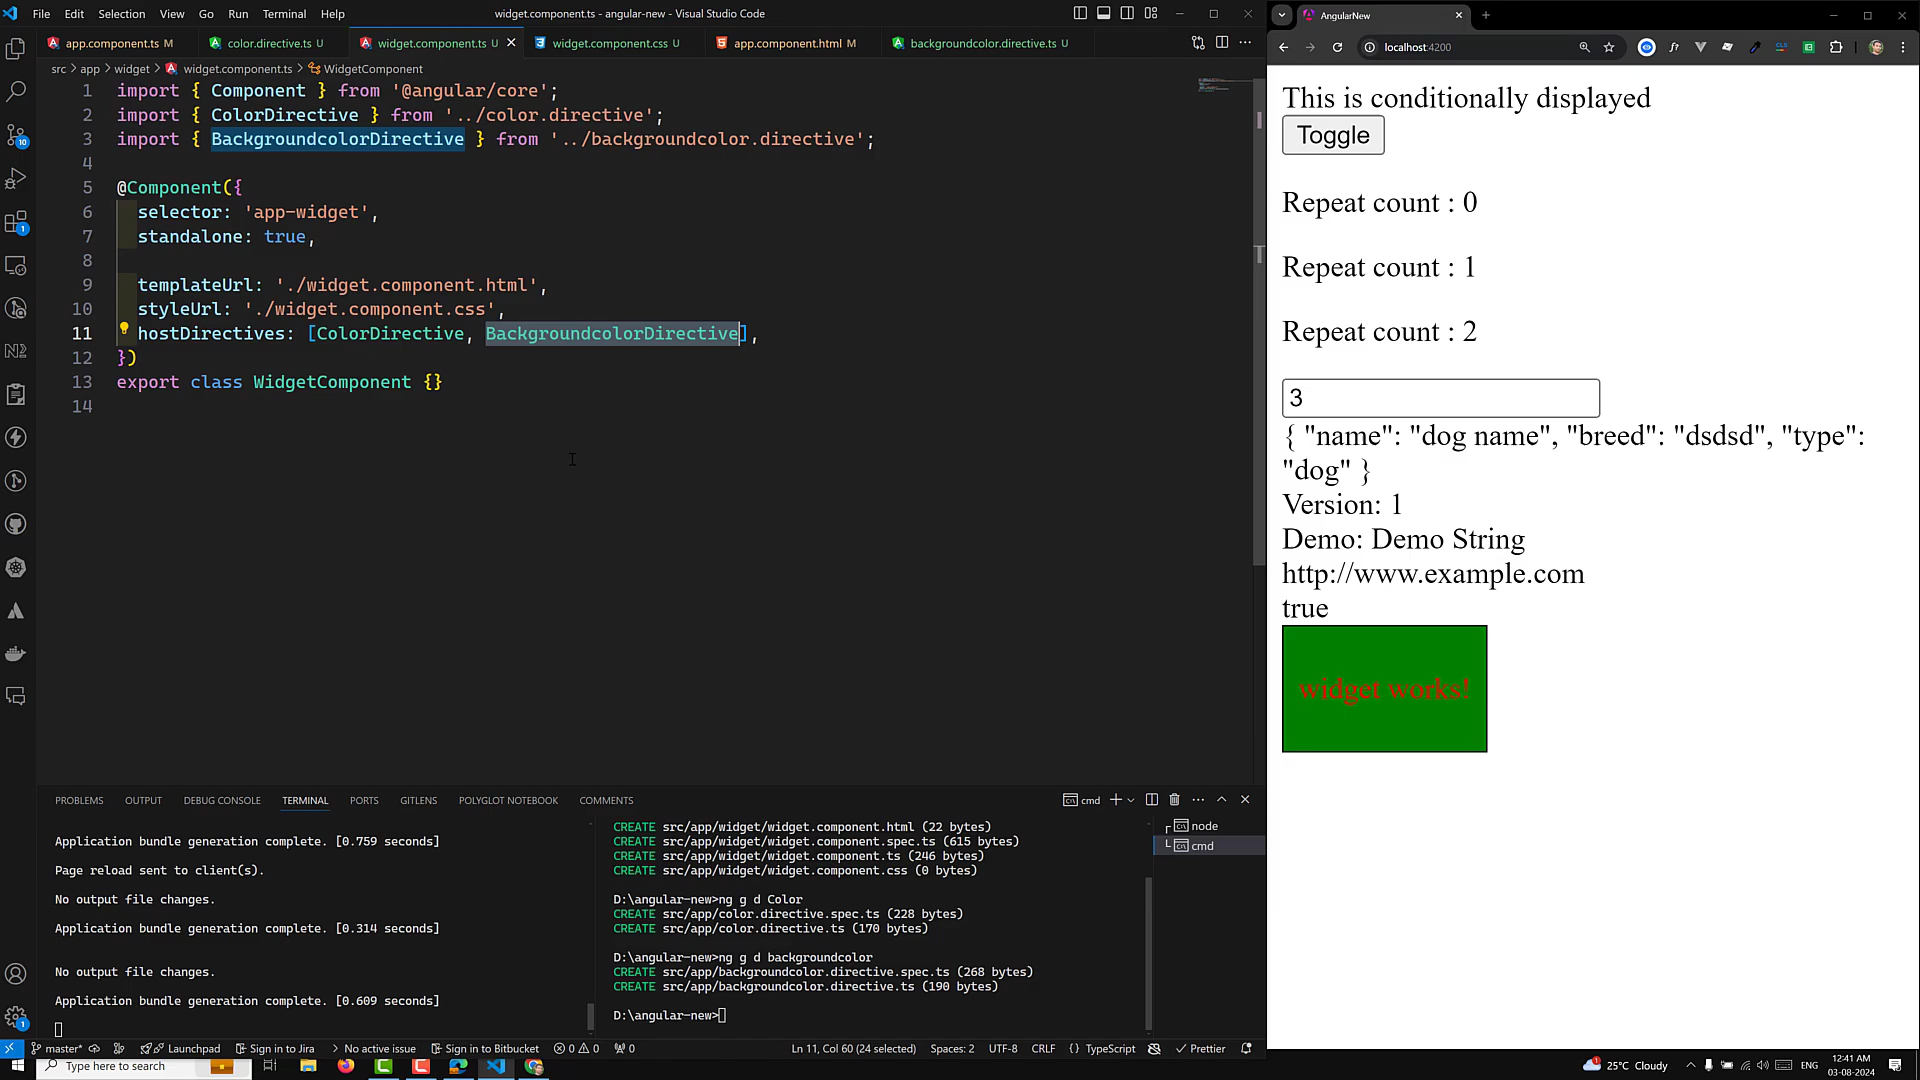 File Edit Selection View Go Run Terminal Help
widget.component.ts - angular-new - Visual Studio Code
app.component.ts M
color.directive.ts U
widget.component.ts U
widget.component.css U
app.component.html M
backgroundcolor.directive.ts U
src > app > widget > widget.component.ts > WidgetComponent
1 import { Component } from '@angular/core';
2 import { ColorDirective } from '../color.directive';
3 import { BackgroundcolorDirective } from '../backgroundcolor.directive';
4
5 @Component({
6 selector: 'app-widget',
7 standalone: true,
8
9 templateUrl: './widget.component.html',
10 styleUrl: './widget.component.css',
11 hostDirectives: [ColorDirective, BackgroundcolorDirective],
12 })
13 export class WidgetComponent {}
14
PROBLEMS OUTPUT DEBUG CONSOLE TERMINAL PORTS GITLENS POLYGLOT NOTEBOOK COMMENTS
cmd
Application bundle generation complete. [0.759 seconds]
Page reload sent to client(s).
No output file changes.
Application bundle generation complete. [0.314 seconds]
No output file changes.
Application bundle generation complete. [0.609 seconds]
CREATE src/app/widget/widget.component.html (22 bytes)
CREATE src/app/widget/widget.component.spec.ts (615 bytes)
CREATE src/app/widget/widget.component.ts (246 bytes)
CREATE src/app/widget/widget.component.css (0 bytes)
D:\angular-new>ng g d Color
CREATE src/app/color.directive.spec.ts (228 bytes)
CREATE src/app/color.directive.ts (170 bytes)
D:\angular-new>ng g d backgroundcolor
CREATE src/app/backgroundcolor.directive.spec.ts (268 bytes)
CREATE src/app/backgroundcolor.directive.ts (190 bytes)
D:\angular-new>
node
cmd
10
1
1
master* Launchpad Sign in to Jira No active issue Sign in to Bitbucket 0 0 0
Ln 11, Col 60 (24 selected) Spaces: 2 UTF-8 CRLF {} TypeScript Prettier
AngularNew
localhost:4200
This is conditionally displayed
Toggle
Repeat count : 0
Repeat count : 1
Repeat count : 2
3
{ "name": "dog name", "breed": "dsdsd", "type":
"dog" }
Version: 1
Demo: Demo String
http://www.example.com
true
widget works!
Type here to search
25°C Cloudy
ENG
12:41 AM
03-08-2024